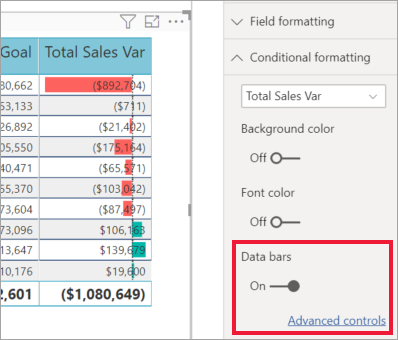 Goal Total Sales Var
80,662 ($892,704)
53,133 ($711)
26,892 ($21,402)
05,550 ($175,164)
40,471 ($65,571)
55,370 ($103,042)
73,604 ($87,497)
73,096 $106,163
13,647 $139,679
10,176 $19,600
2,601 ($1,080,649)
Field formatting
Conditional formatting
Total Sales Var
Background color
Off
Font color
Off
Data bars
On
Advanced controls